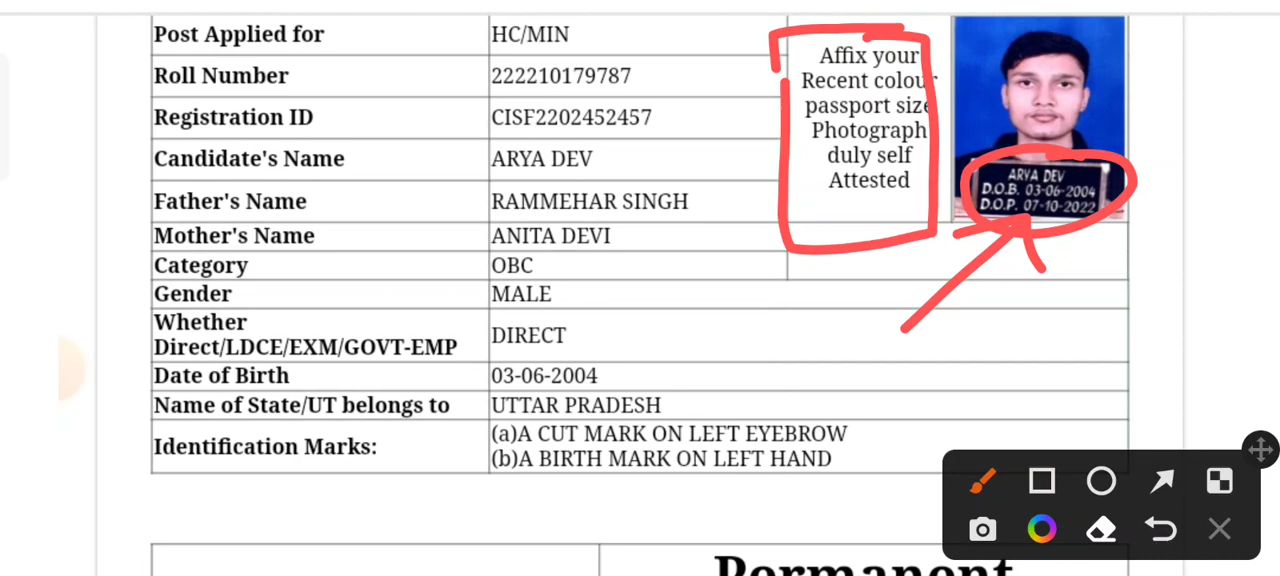 Post Applied for HC/MIN
Roll Number 222210179787
Registration ID CISF2202452457
Candidate's Name ARYA DEV
Father's Name RAMMEHAR SINGH
Affix your
Recent colour
passport size
Photograph
duly self
Attested
ARYA DEV
D.O.B. 03-06-2004
D.O.P. 07-10-2022
Mother's Name ANITA DEVI
Category OBC
Gender MALE
Whether
Direct/LDCE/EXM/GOVT-EMP DIRECT
Date of Birth 03-06-2004
Name of State/UT belongs to UTTAR PRADESH
Identification Marks: (a)A CUT MARK ON LEFT EYEBROW
(b)A BIRTH MARK ON LEFT HAND
Permanent